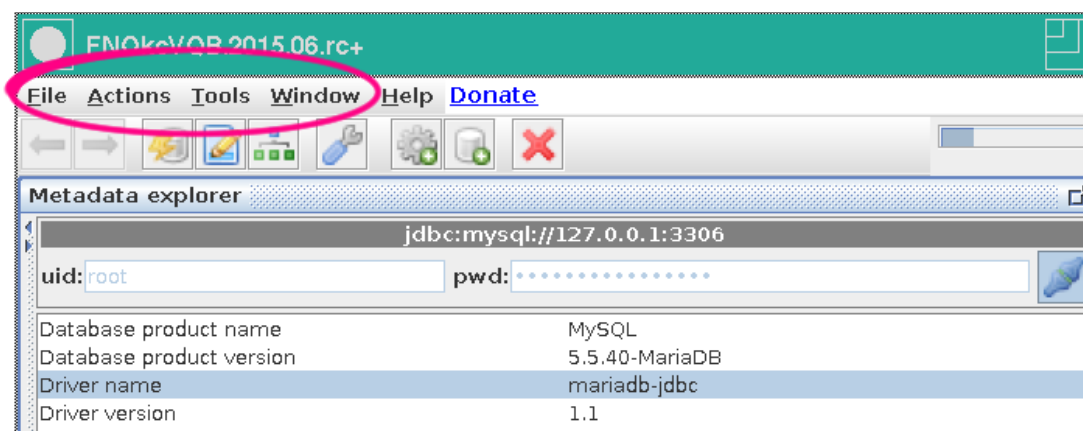 2015.06.rc+
File Actions Tools Window Help Donate
Metadata explorer
jdbc:mysql://127.0.0.1:3306
uid: root pwd: ••••••••••••••••
Database product name MySQL
Database product version 5.5.40-MariaDB
Driver name mariadb-jdbc
Driver version 1.1